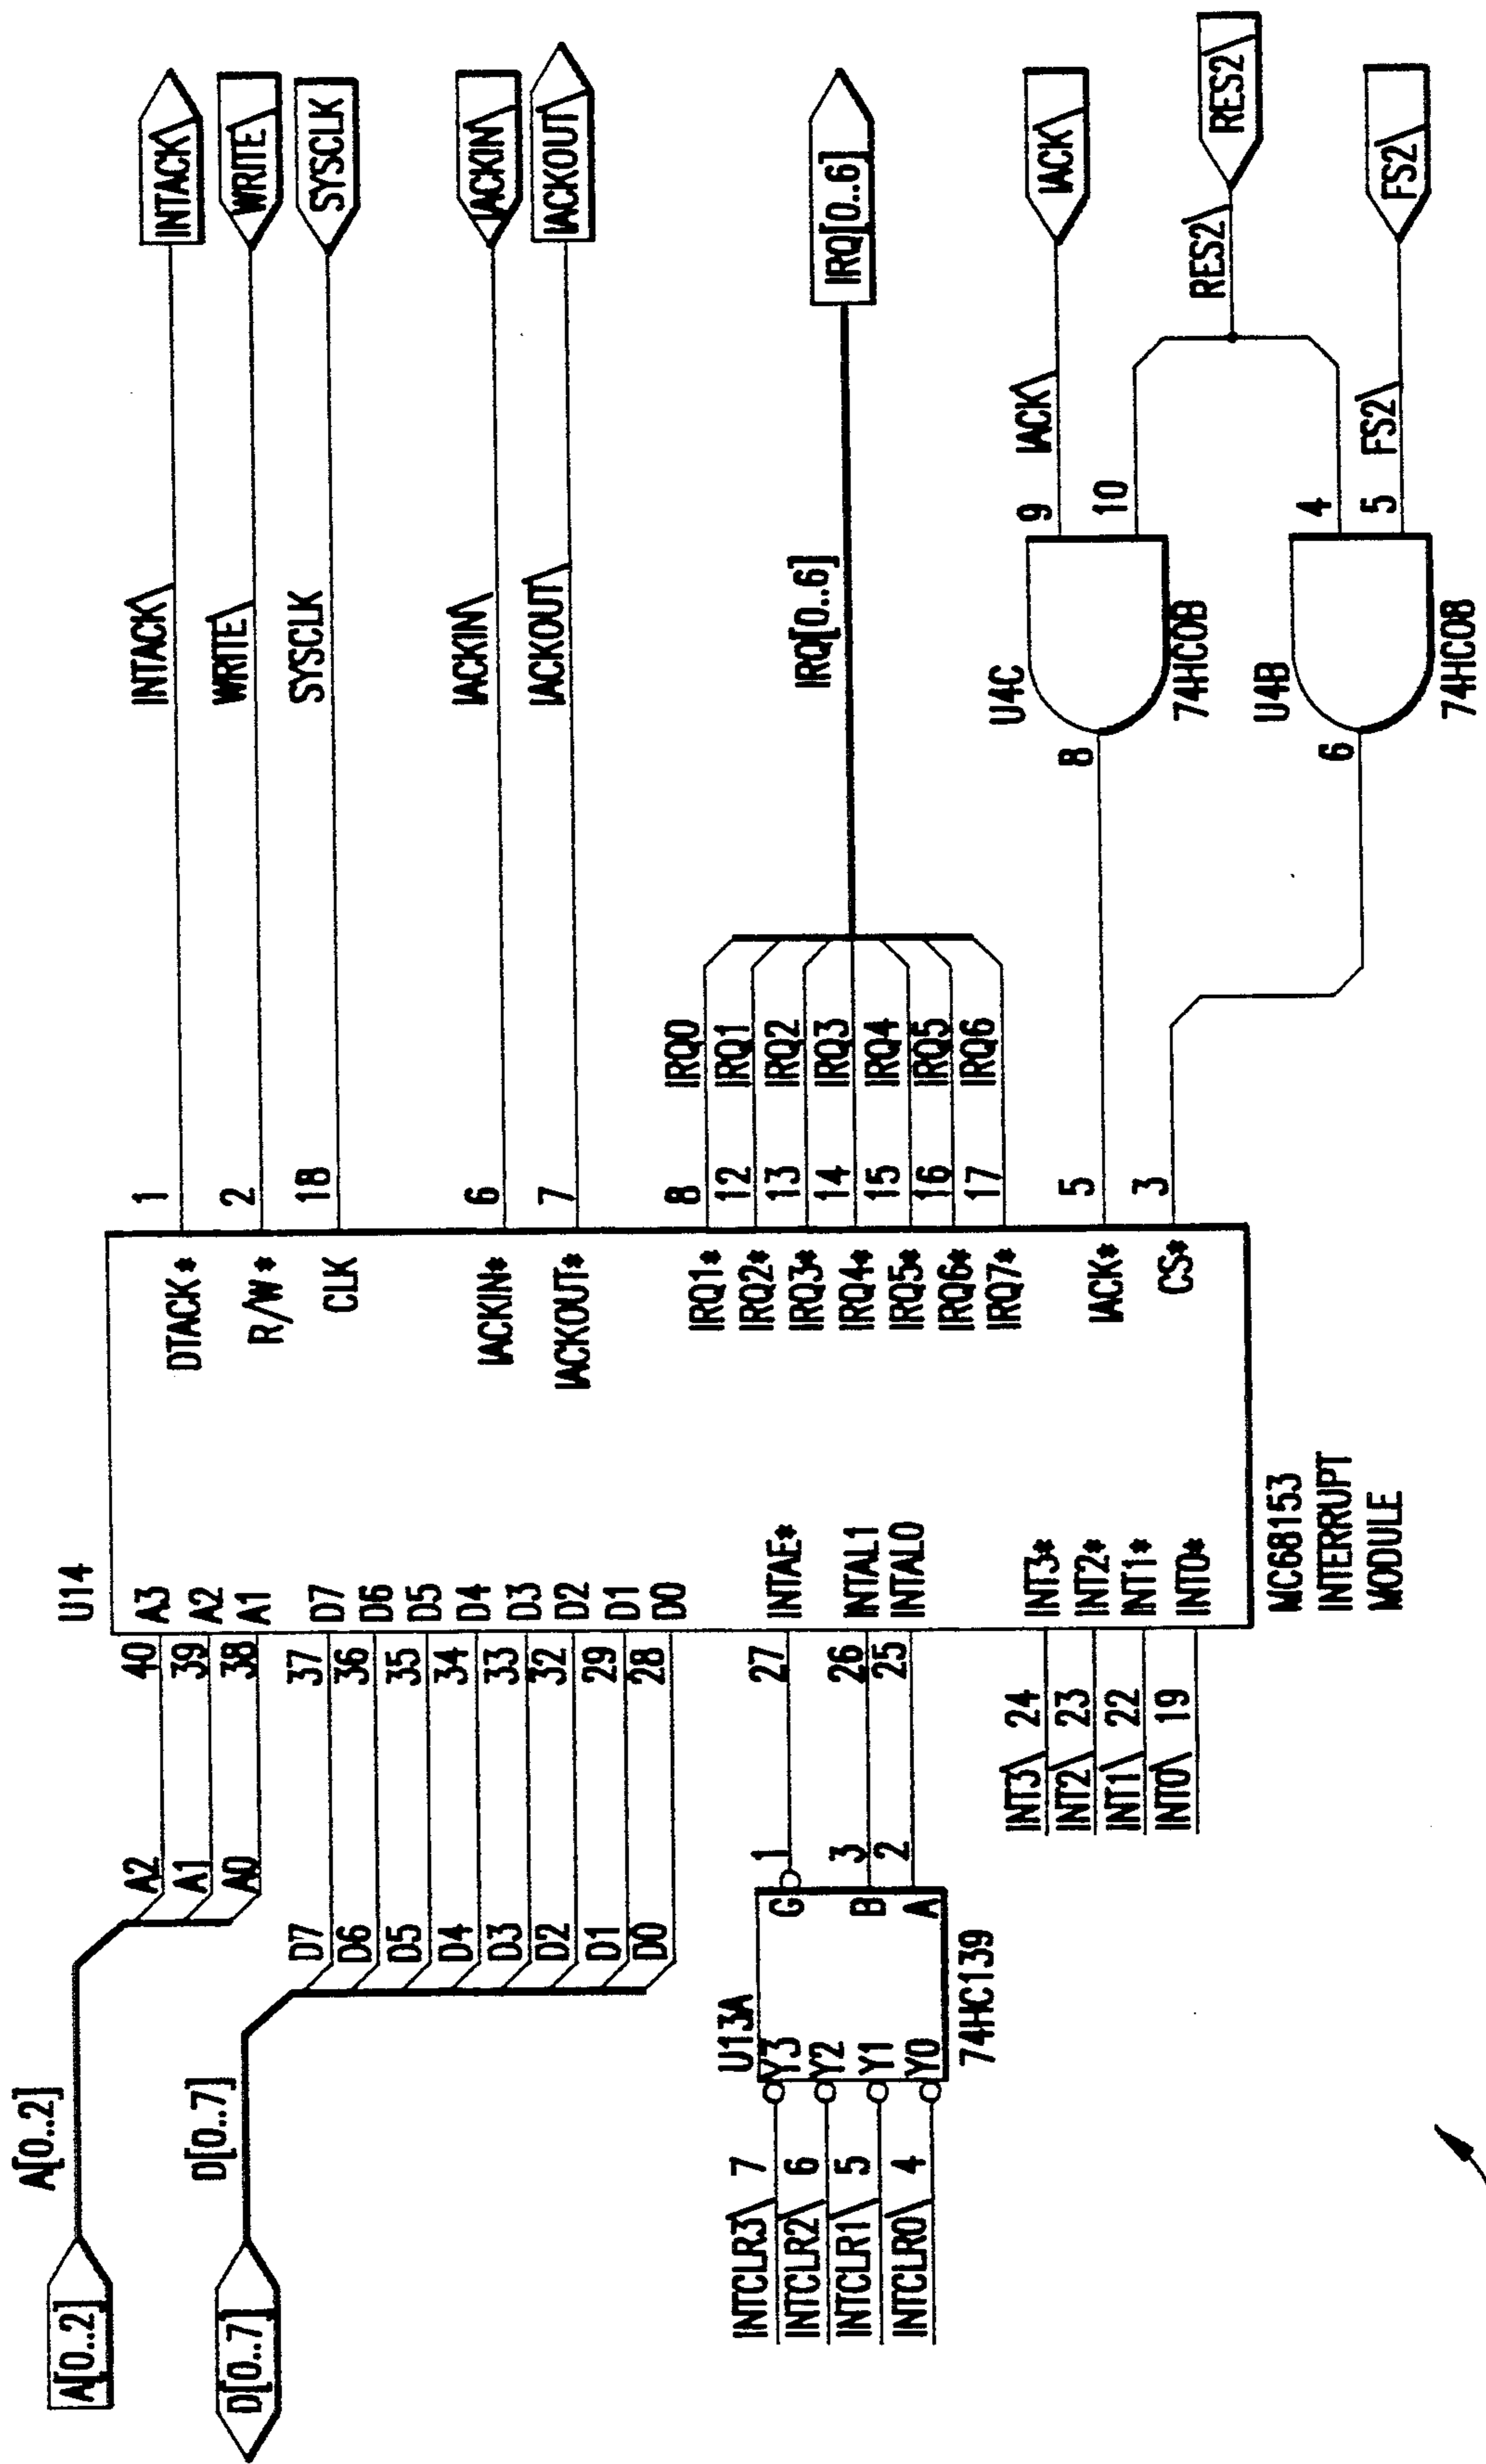 A[0..2]
A[0..2]
D[0..7]
D[0..7]
A2
A1
A0
D7
D6
D5
D4
D3
D2
D1
D0
40
39
38
37
36
35
34
33
32
29
28
27
26
25
U14
A3
A2
A1
D7
D6
D5
D4
D3
D2
D1
D0
INTAE*
INTAL1
INTAL0
INT3*
INT2*
INT1*
INT0*
DTACK*
R/W*
CLK
IACKIN*
IACKOUT*
IRQ1*
IRQ2*
IRQ3*
IRQ4*
IRQ5*
IRQ6*
IRQ7*
IACK*
CS*
MC68153
INTERRUPT
MODULE
INTCLR3\ 7
INTCLR2\ 6
INTCLR1\ 5
INTCLR0\ 4
U13A
Y3
Y2
Y1
Y0
G
B
A
1
3
2
74HC139
INT3\ 24
INT2\ 23
INT1\ 22
INT0\ 19
1
INTACK\
INTACK\
2
WRITE\
WRITE\
18
SYSCLK
SYSCLK
6
IACKIN\
IACKIN\
7
IACKOUT\
IACKOUT\
8
IRQ0
12
IRQ1
13
IRQ2
14
IRQ3
15
IRQ4
16
IRQ5
17
IRQ6
IRQ[0..6]
IRQ[0..6]
5
3
U4C
8
9
10
74HC08
IACK\
IACK\
RES2\
RES2\
U4B
6
4
5
74HC08
FS2\
FS2\